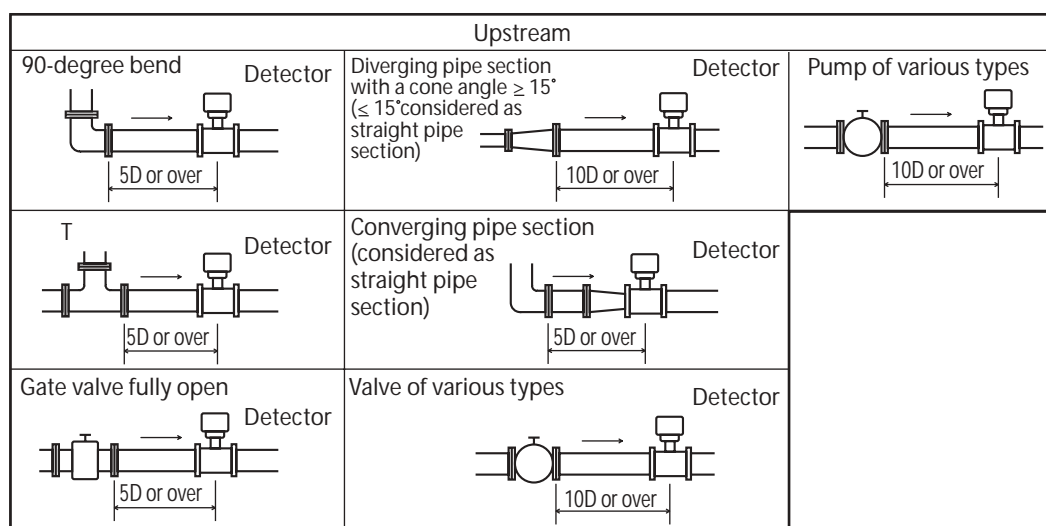 Upstream
90-degree bend
Detector
5D or over
Diverging pipe section
with a cone angle ≥ 15°
(≤ 15°considered as
straight pipe
section)
Detector
10D or over
Pump of various types
10D or over
T
Detector
5D or over
Converging pipe section
(considered as
straight pipe
section)
Detector
5D or over
Gate valve fully open
Detector
5D or over
Valve of various types
Detector
10D or over